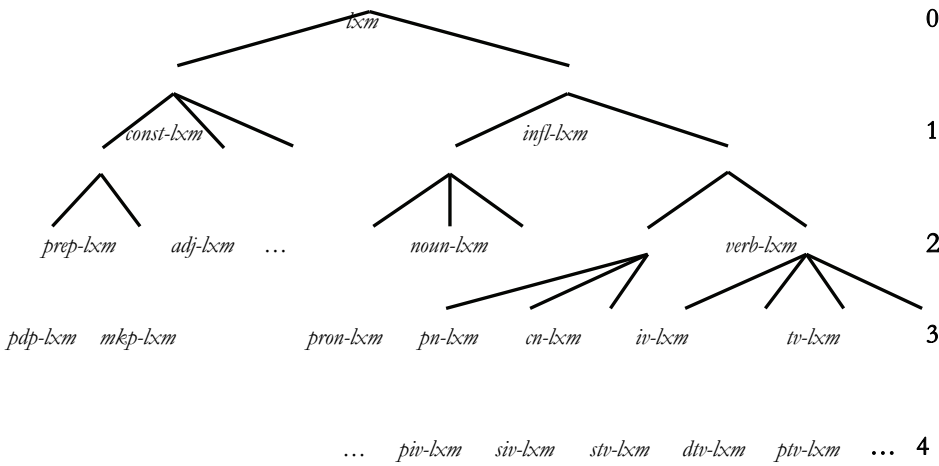 lxm 0
const-lxm infl-lxm 1
prep-lxm adj-lxm … noun-lxm verb-lxm 2
pdp-lxm mkp-lxm pron-lxm pn-lxm cn-lxm iv-lxm tv-lxm 3
… piv-lxm siv-lxm stv-lxm dtv-lxm ptv-lxm … 4